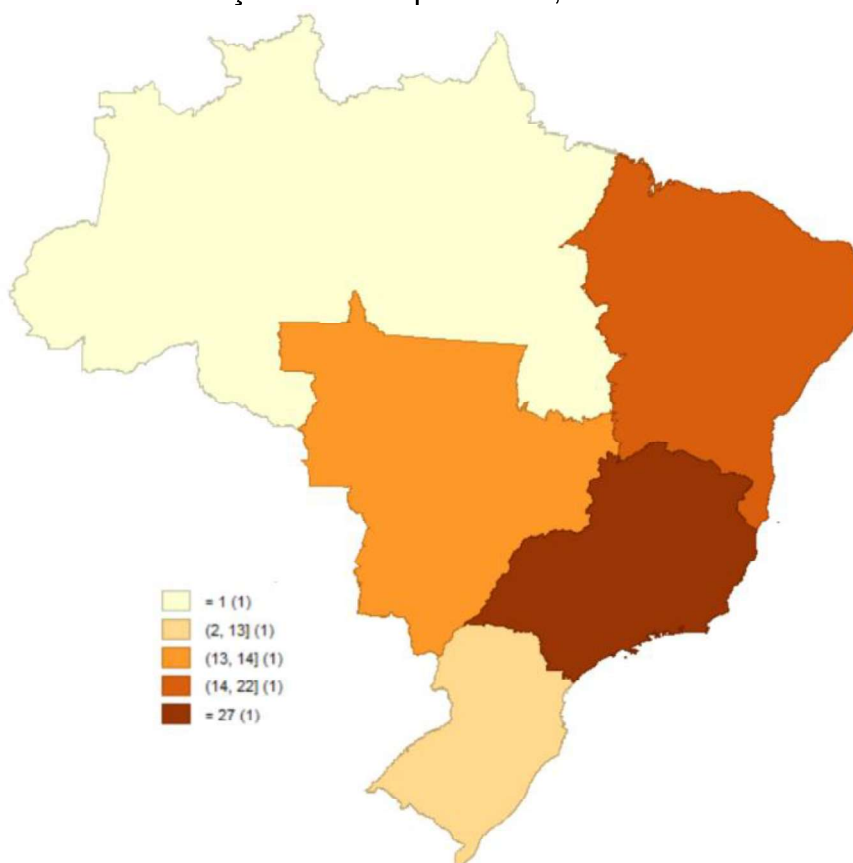 = 1 (1)
(2, 13] (1)
(13, 14] (1)
(14, 22] (1)
= 27 (1)